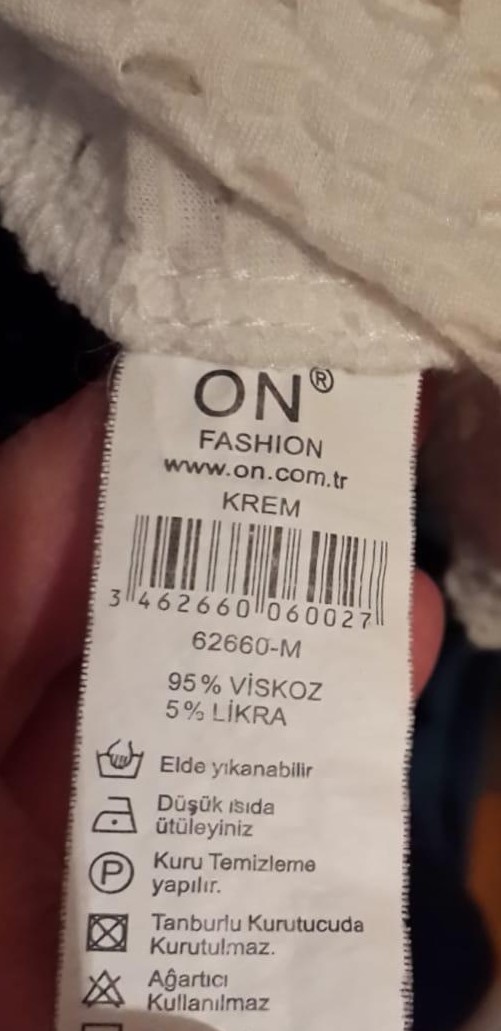 ON®
FASHION
www.on.com.tr
KREM
3 462660 060027
62660-M
95% VİSKOZ
5% LİKRA
Elde yıkanabilir
Düşük ısıda
ütüleyiniz
P
Kuru Temizleme
yapılır.
Tanburlu Kurutucuda
Kurutulmaz.
Ağartıcı
Kullanılmaz